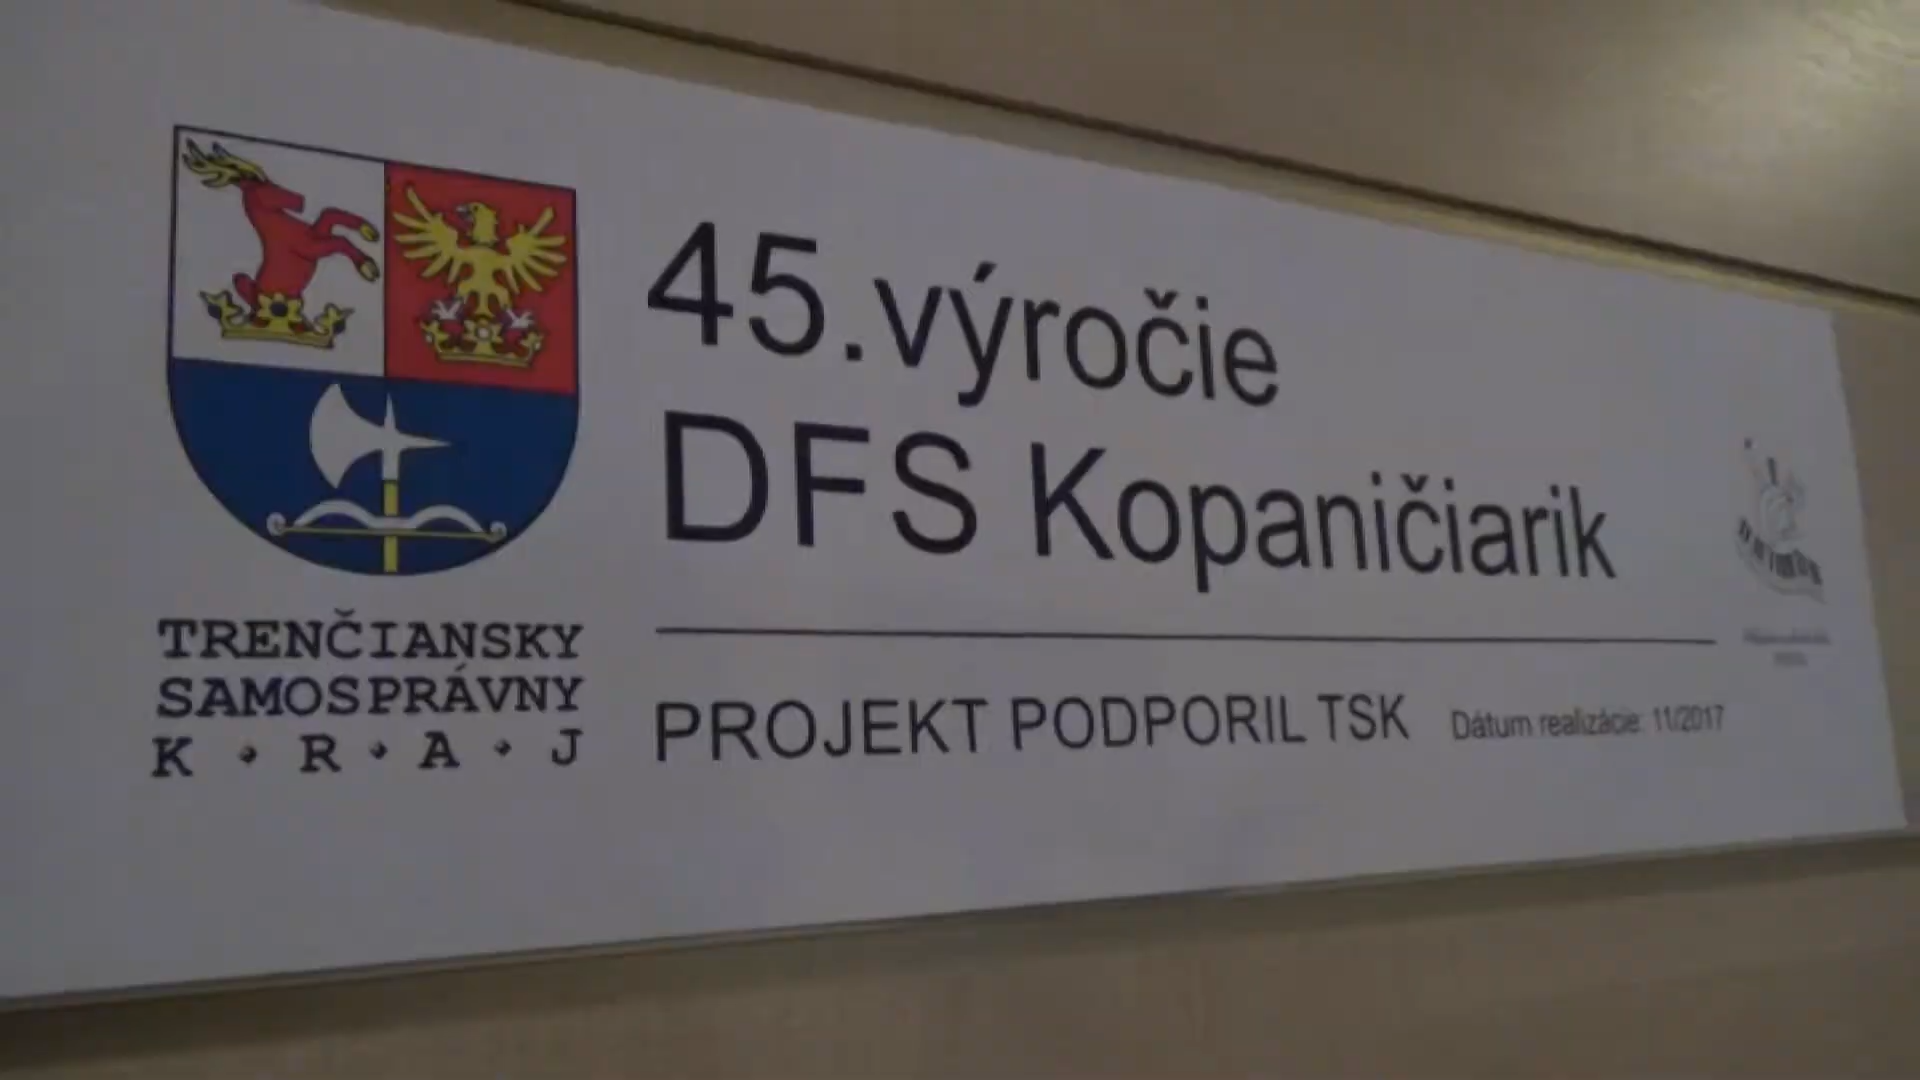 45.výročie
DFS Kopaničiarik
TRENČIANSKY
SAMOSPRÁVNY
K • R • A • J
PROJEKT PODPORIL TSK
Dátum realizácie: 11/2017